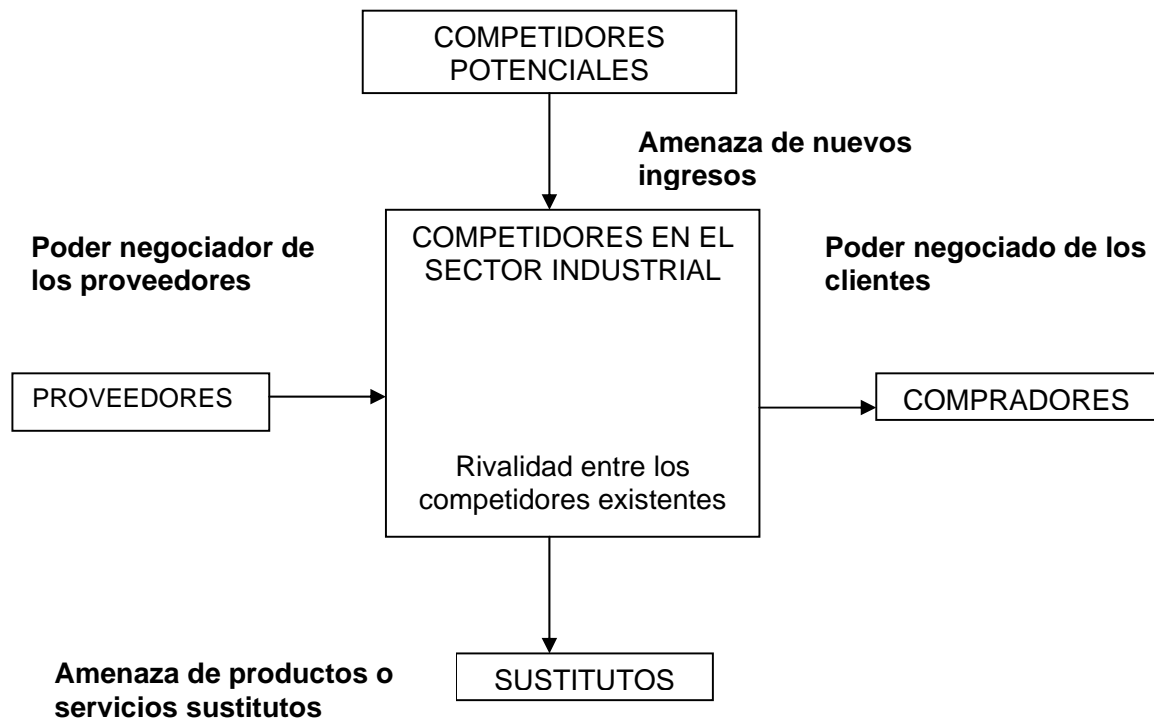 COMPETIDORES
POTENCIALES
Amenaza de nuevos
ingresos
Poder negociador de
los proveedores
COMPETIDORES EN EL
SECTOR INDUSTRIAL
Poder negociado de los
clientes
PROVEEDORES
COMPRADORES
Rivalidad entre los
competidores existentes
Amenaza de productos o
servicios sustitutos
SUSTITUTOS